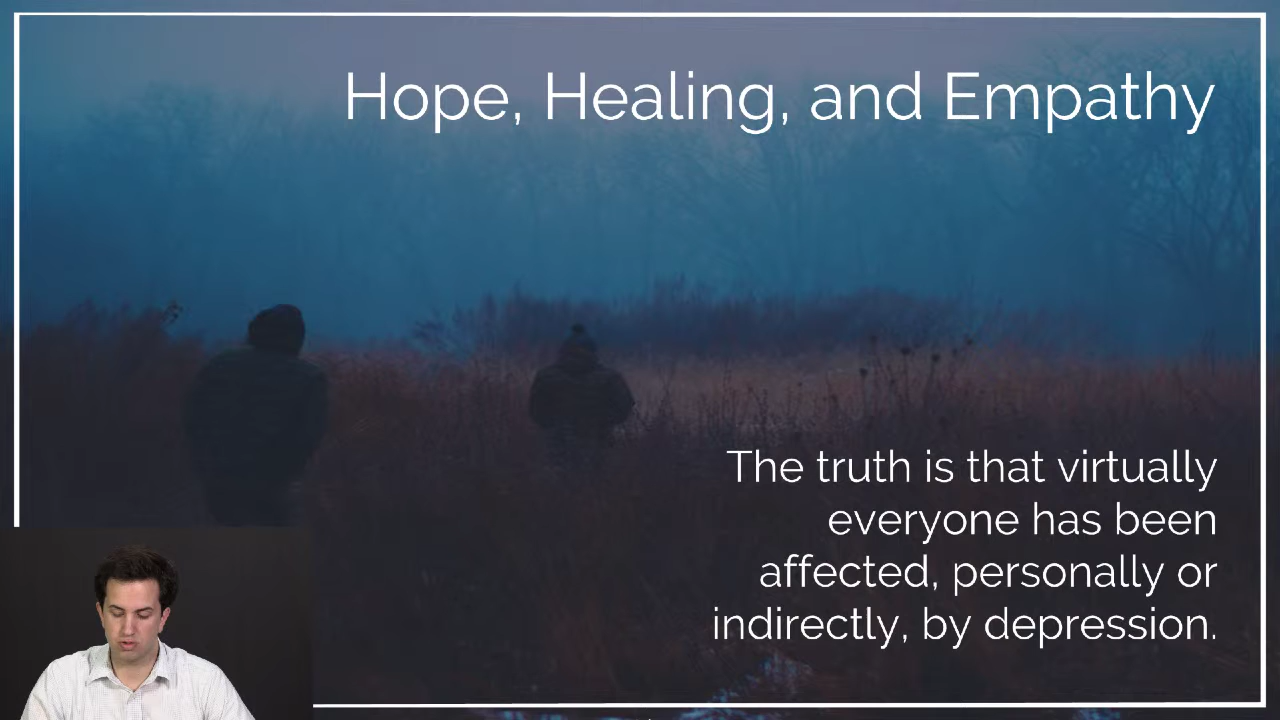 Hope, Healing, and Empathy
The truth is that virtually
everyone has been
affected, personally or
indirectly, by depression.